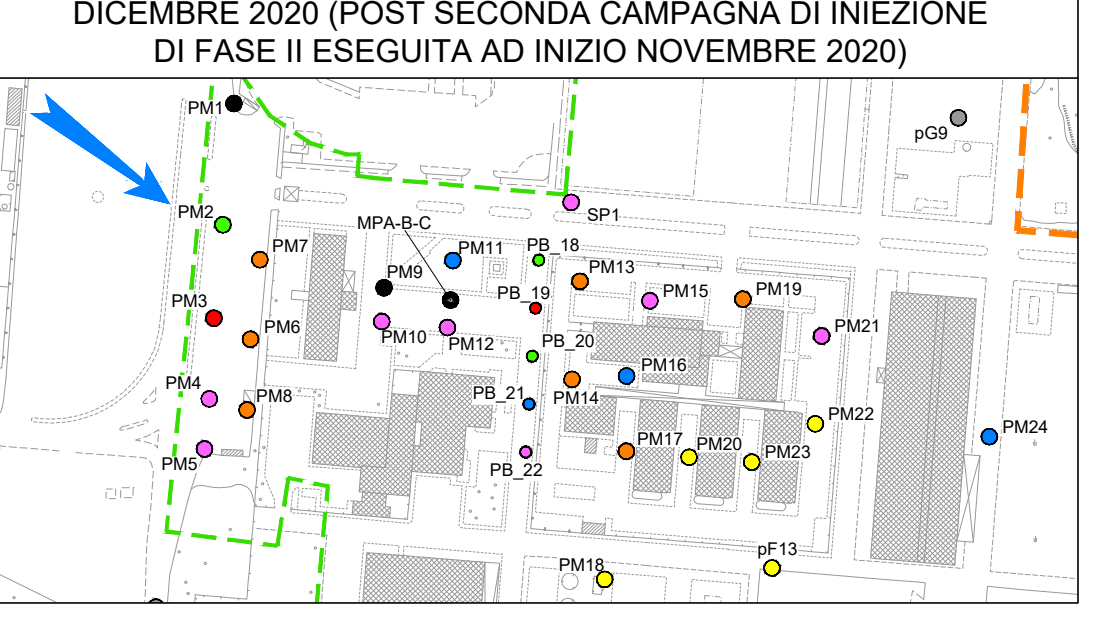 DICEMBRE 2020 (POST SECONDA CAMPAGNA DI INIEZIONE
DI FASE II ESEGUITA AD INIZIO NOVEMBRE 2020)
PM1
pG9
PM2
SP1
MPA-B-C
PM7
PM11
PB_18
PM9
PM13
PM3
PB_19
PM15
PM19
PM6
PM10
PM12
PB_20
PM21
PM4
PM8
PB_21
PM14
PM16
PM22
PM24
PM5
PB_22
PM17
PM20
PM23
PM18
pF13